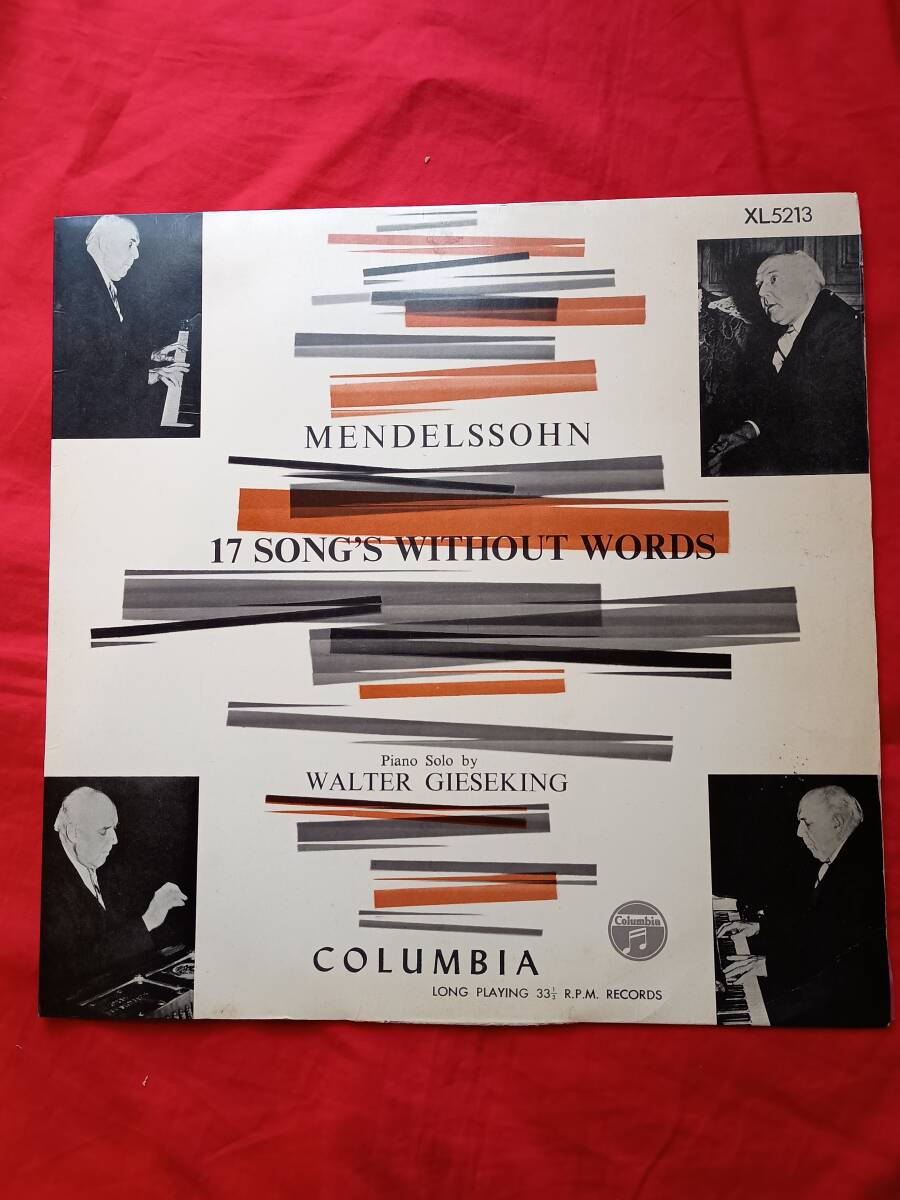 XL5213
MENDELSSOHN
17 SONG'S WITHOUT WORDS
Piano Solo by
WALTER GIESEKING
Columbia
COLUMBIA
LONG PLAYING 33⅓ R.P.M. RECORDS